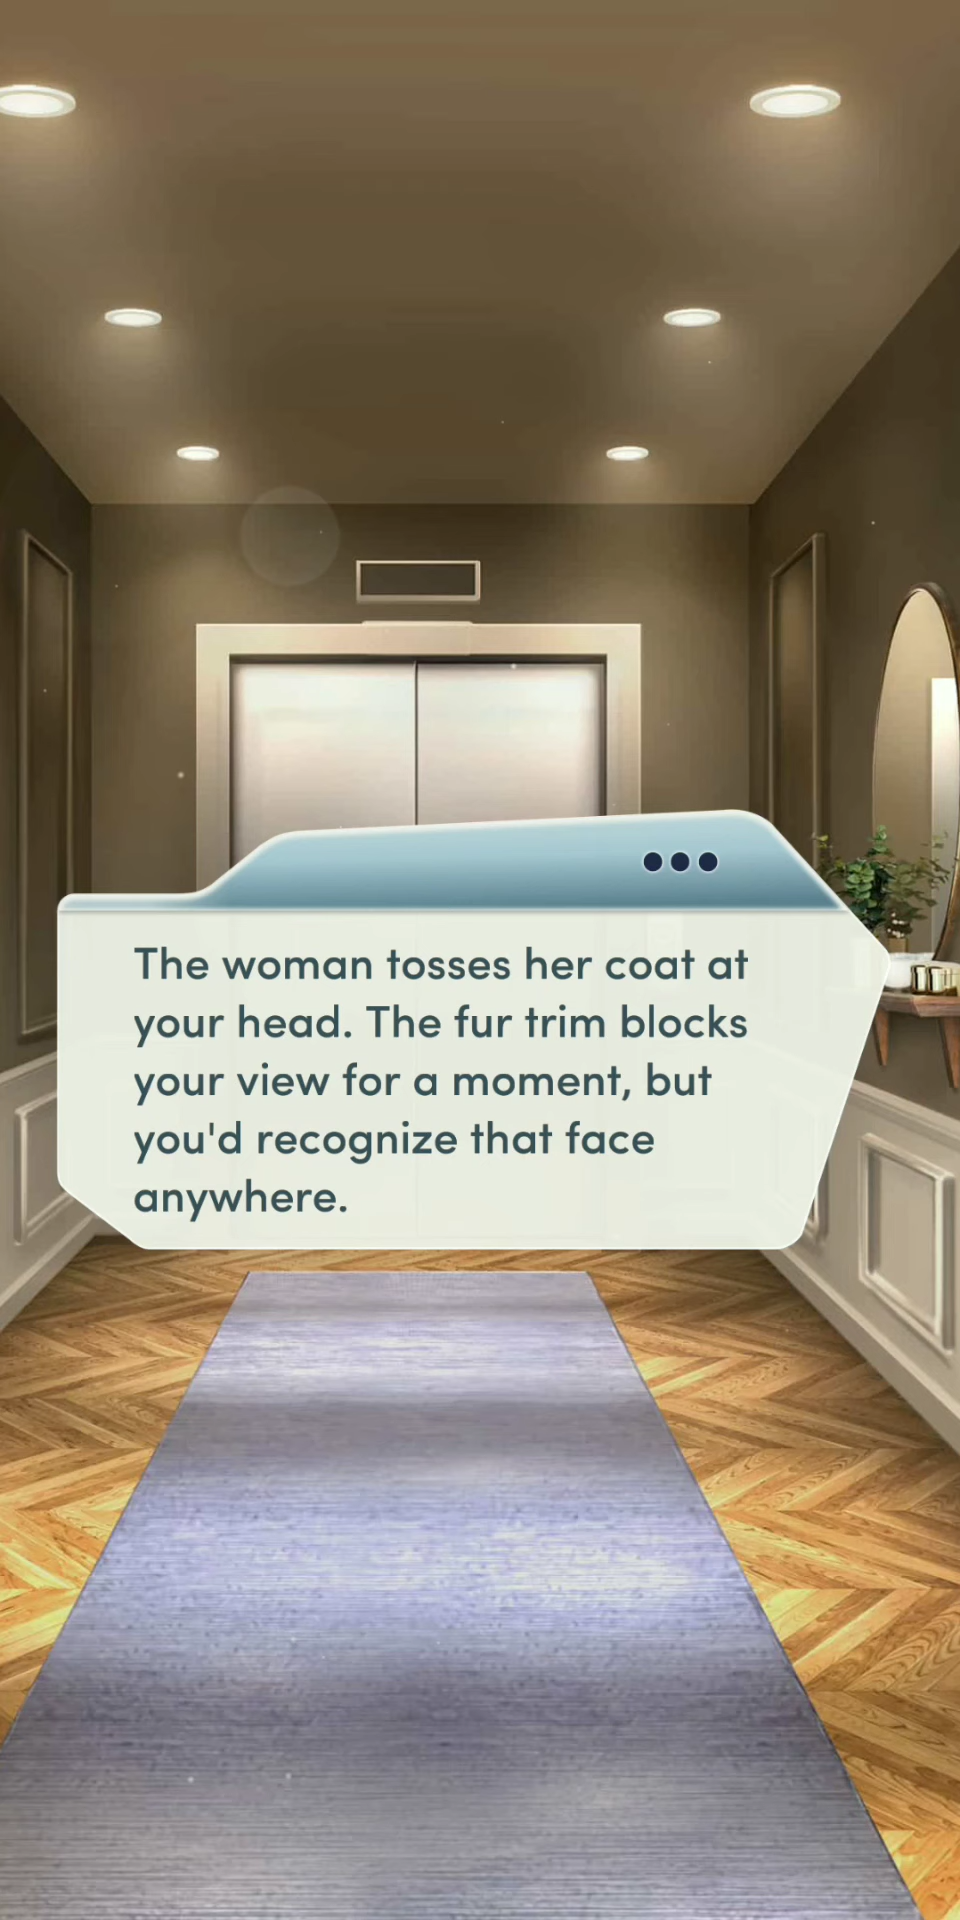 The woman tosses her coat at
your head. The fur trim blocks
your view for a moment, but
you'd recognize that face
anywhere.